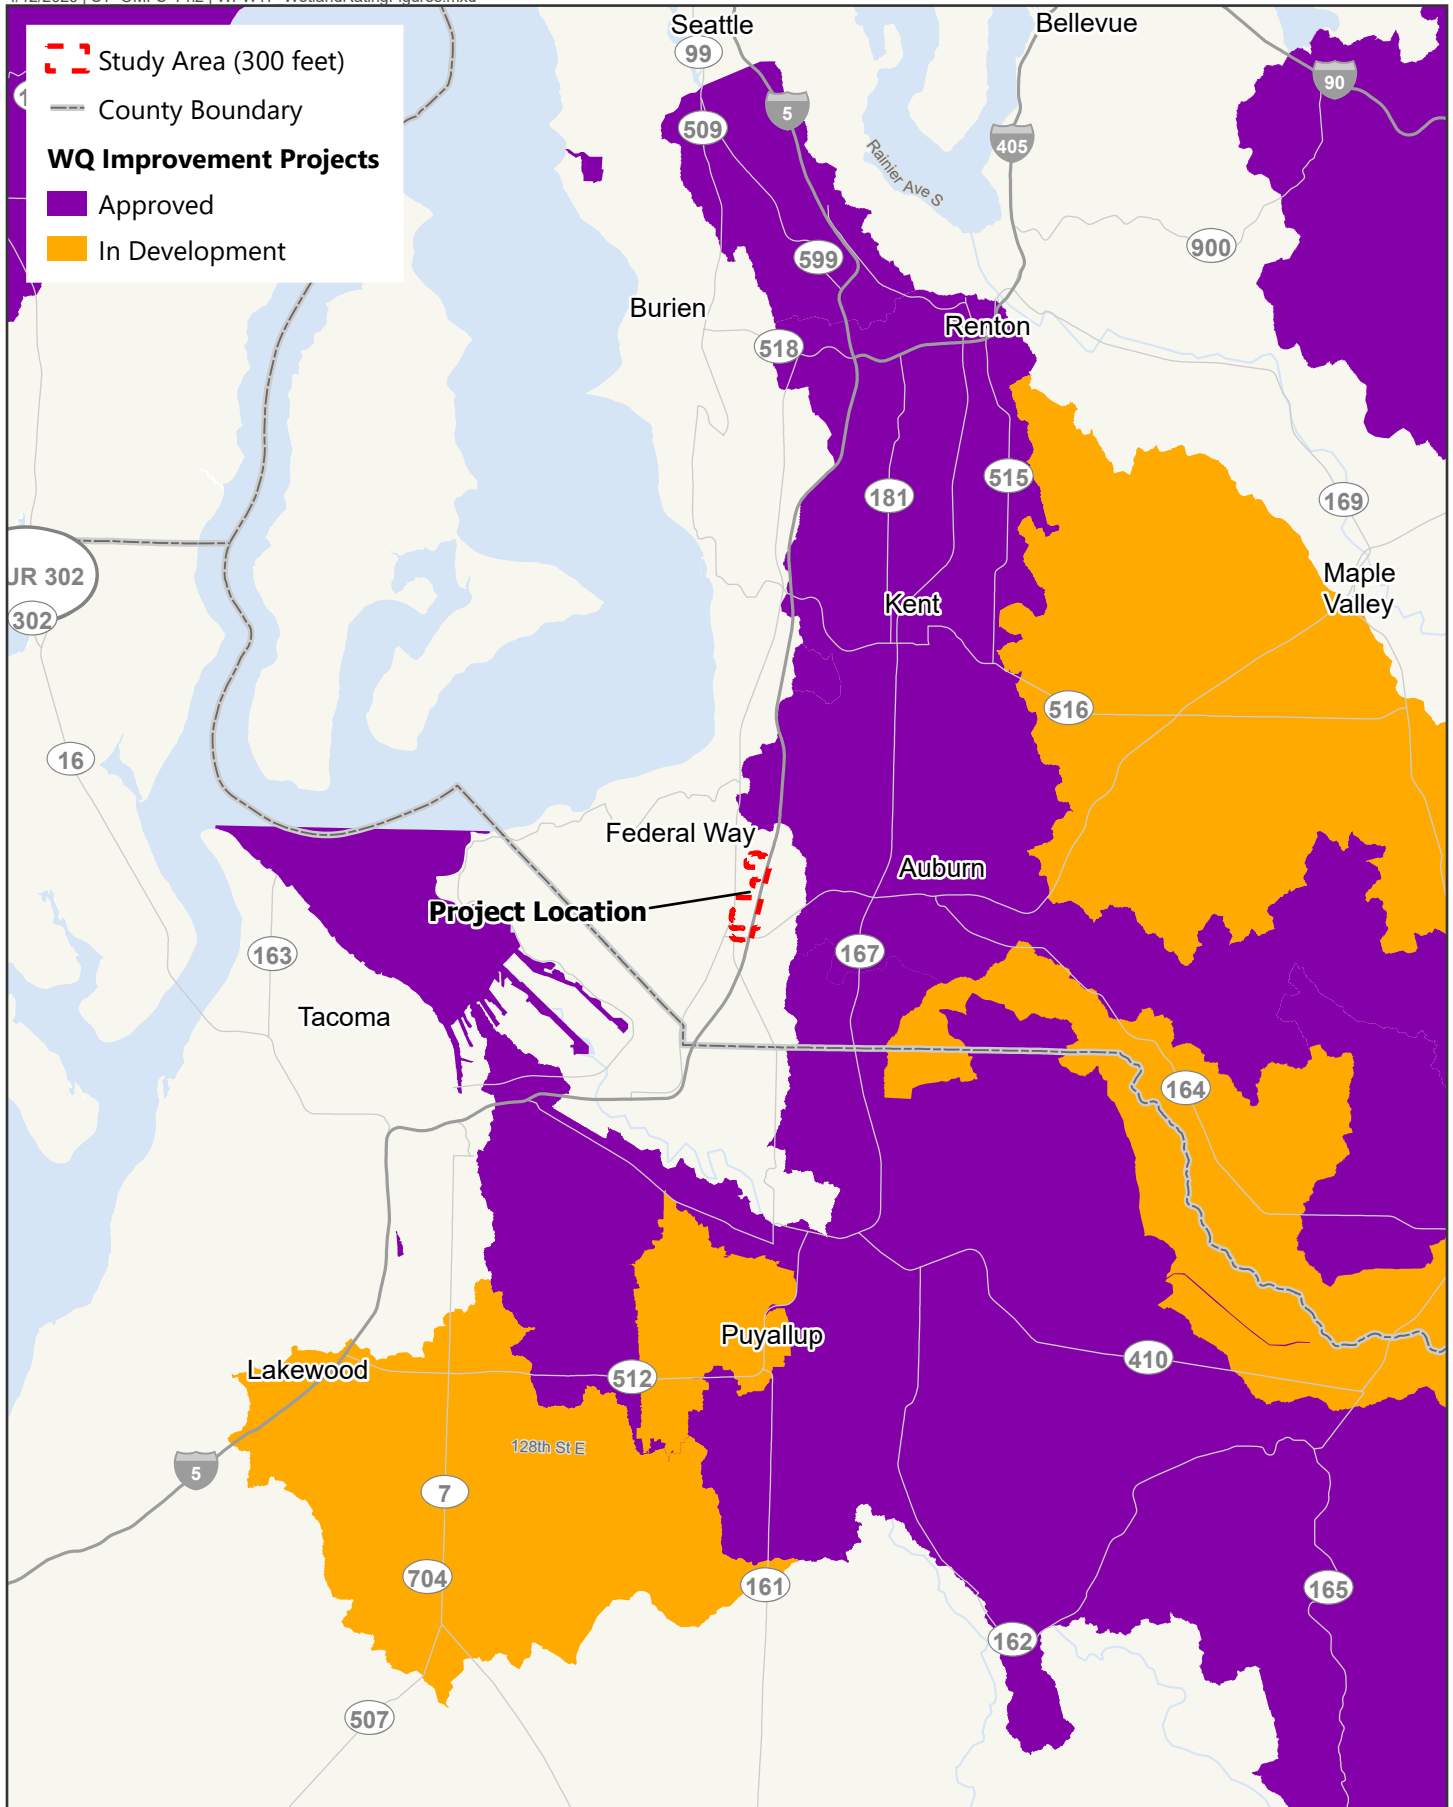 Study Area (300 feet)
County Boundary
WQ Improvement Projects
Approved
In Development
Seattle
Bellevue
99
90
5
509
405
Rainier Ave S
900
599
Burien
Renton
518
515
181
169
UR 302
302
Maple
Valley
Kent
516
16
Federal Way
Auburn
Project Location
163
167
Tacoma
164
Puyallup
410
Lakewood
512
128th St E
5
7
704
161
165
162
507